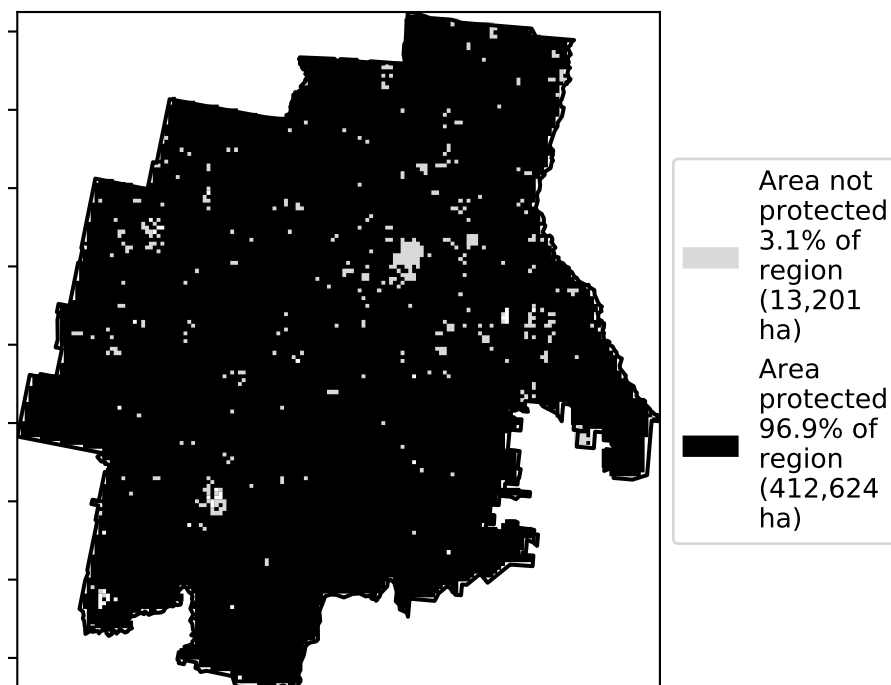 Area not
protected
3.1% of
region
(13,201
ha)
Area
protected
96.9% of
region
(412,624
ha)